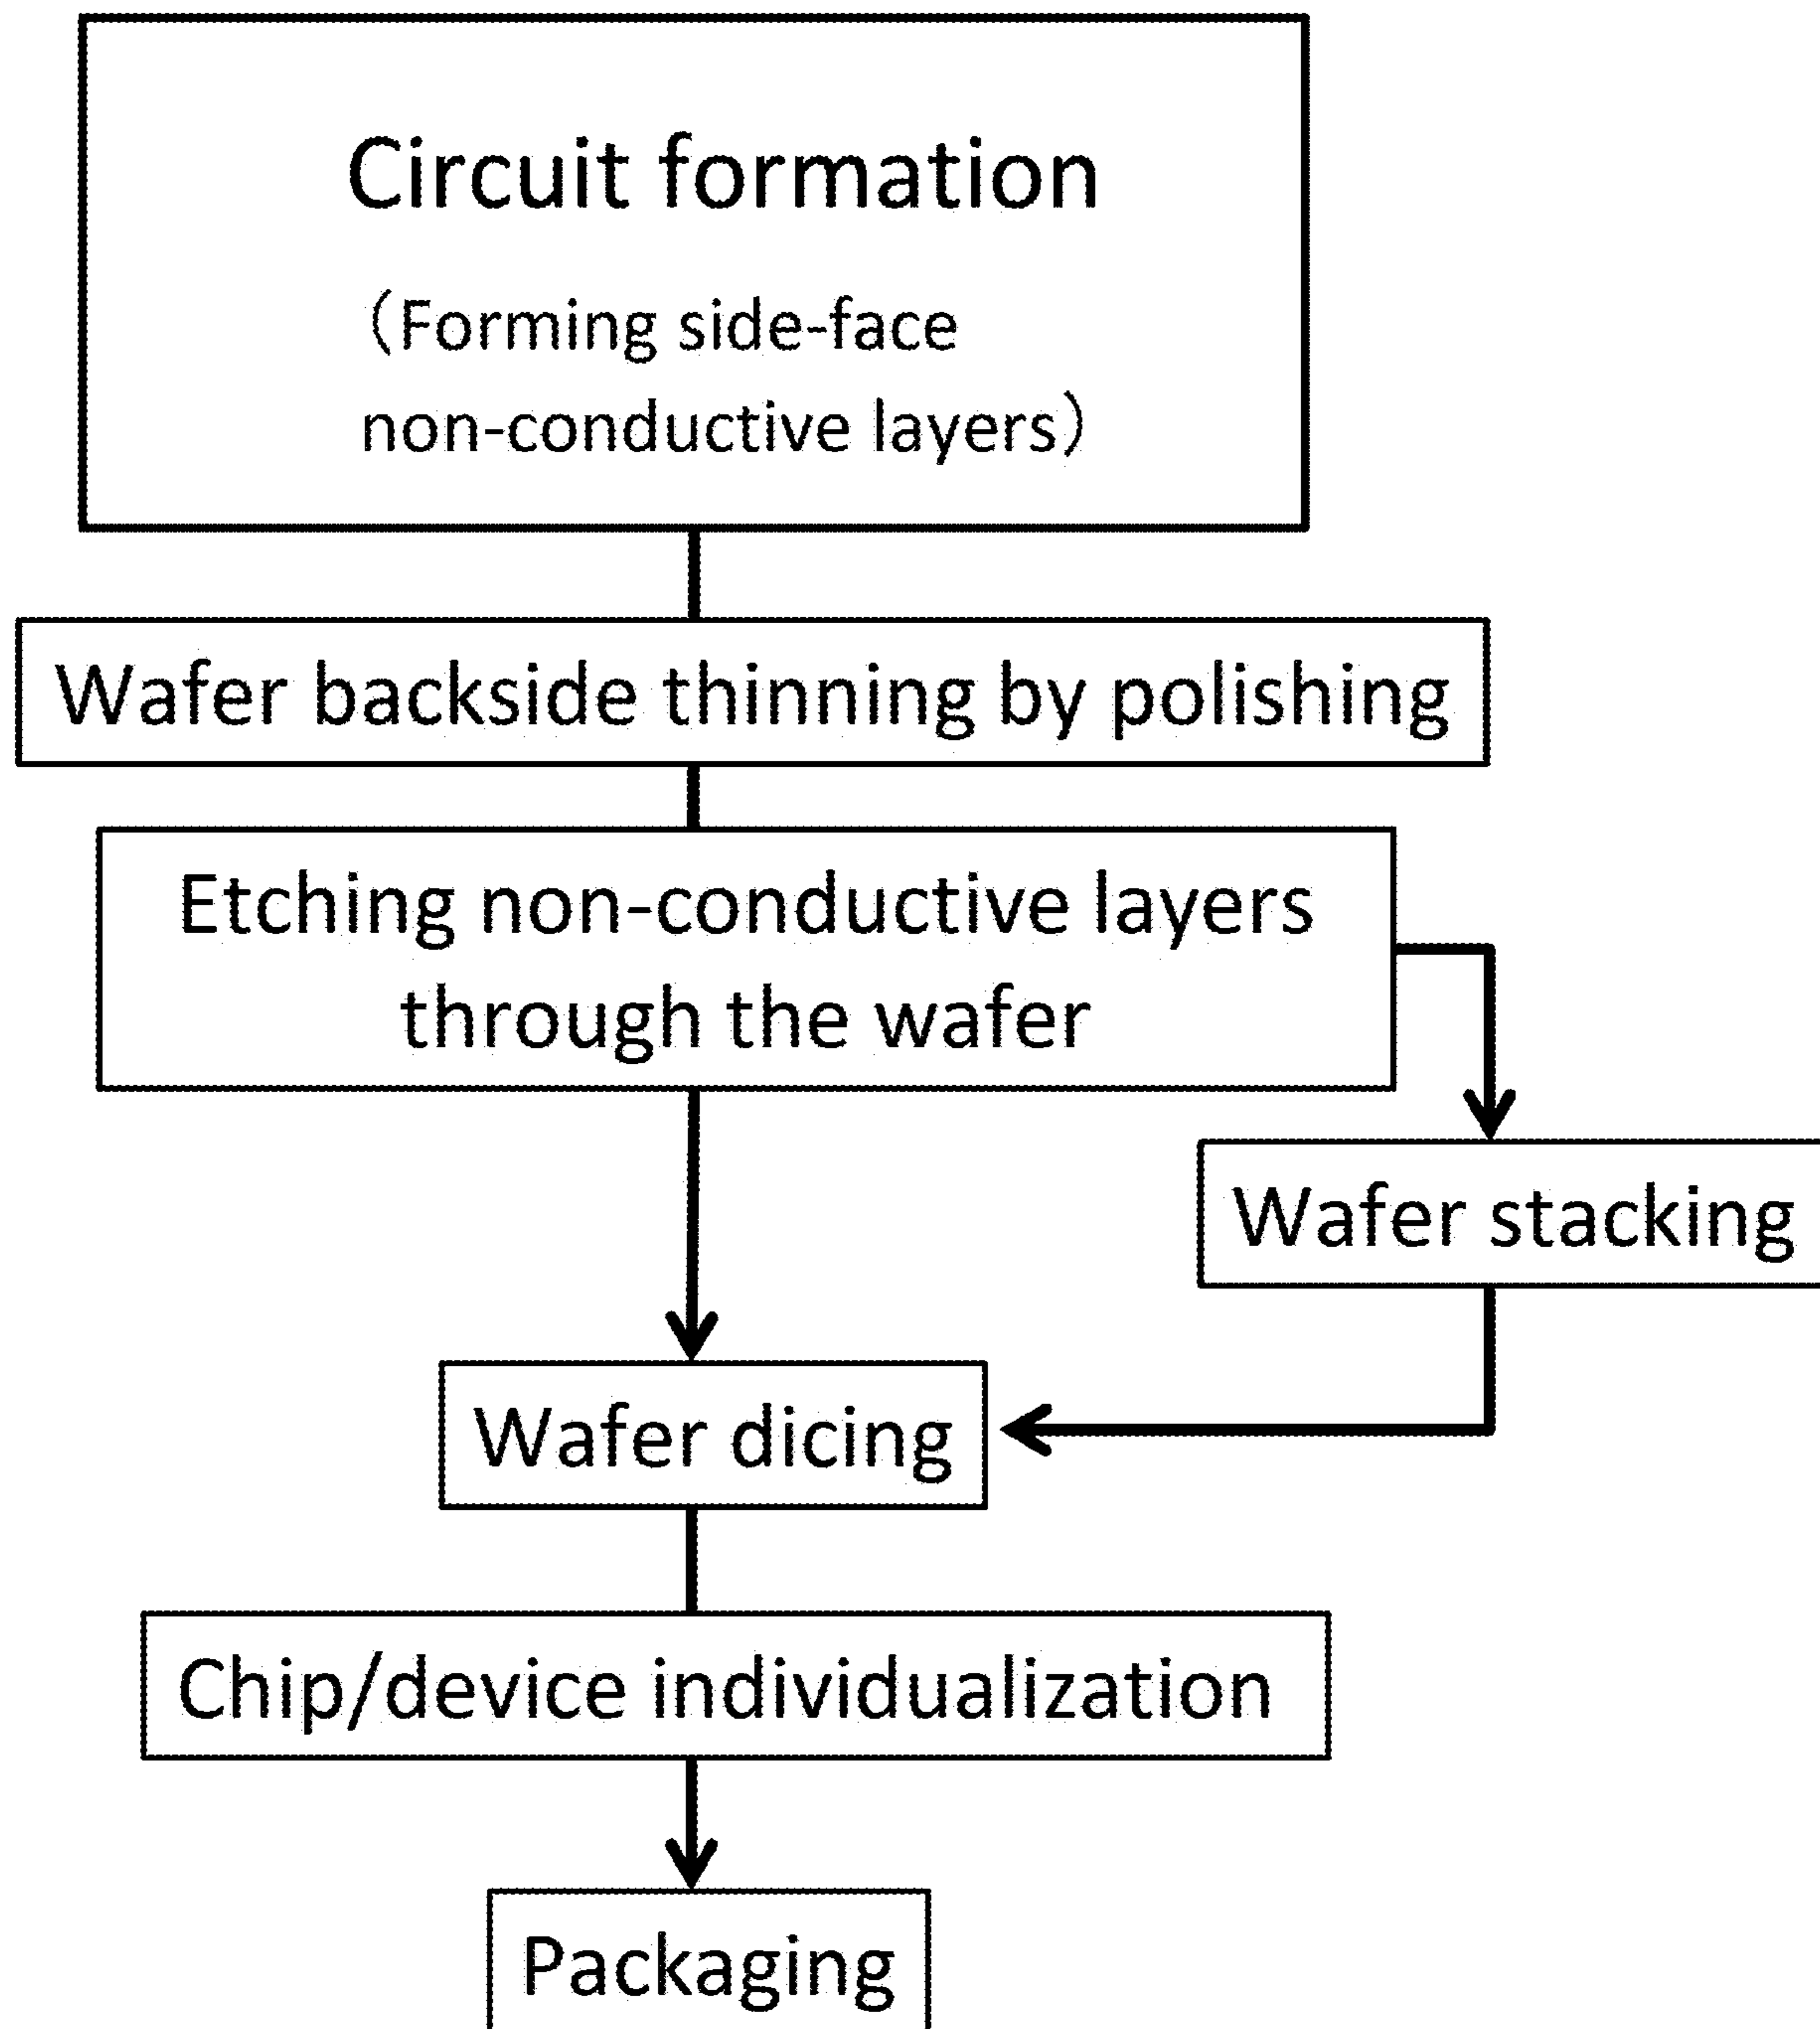 Circuit formation
（Forming side-face
non-conductive layers）
Wafer backside thinning by polishing
Etching non-conductive layers
through the wafer
Wafer stacking
Wafer dicing
Chip/device individualization
Packaging